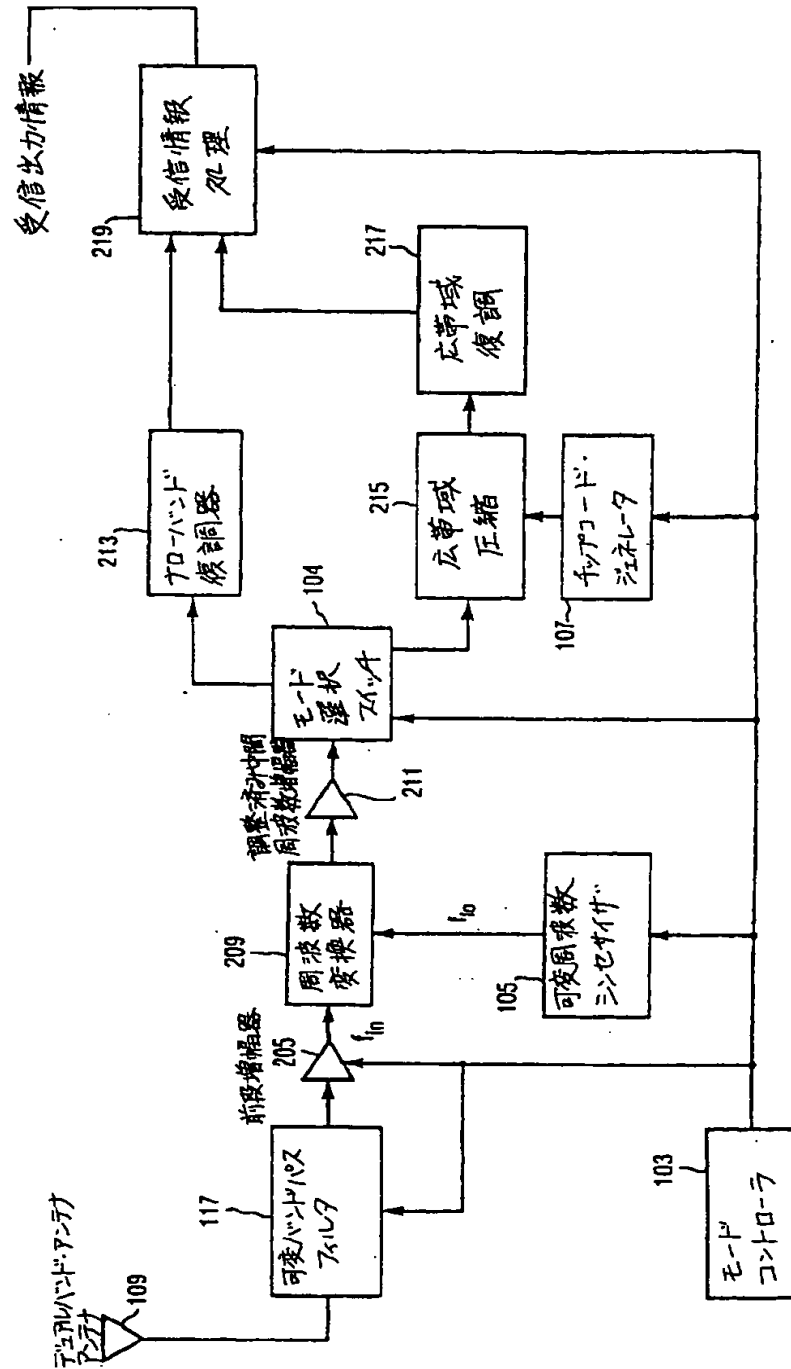 デュアルバンド・アンテナ
アンテナ
109
117
可変バンドパス
フィルタ
前段増幅器
205
fin
209
周波数
変換器
調整済み中間
周波数増幅器
211
flo
105
可変周波数
シンセサイザ
103
モード
コントローラ
104
モード
選択
スイッチ
213
ナローバンド
復調器
215
広帯域
圧縮
107
チップコード・
ジェネレータ
217
広帯域
復調
219
受信情報
処理
受信出力情報